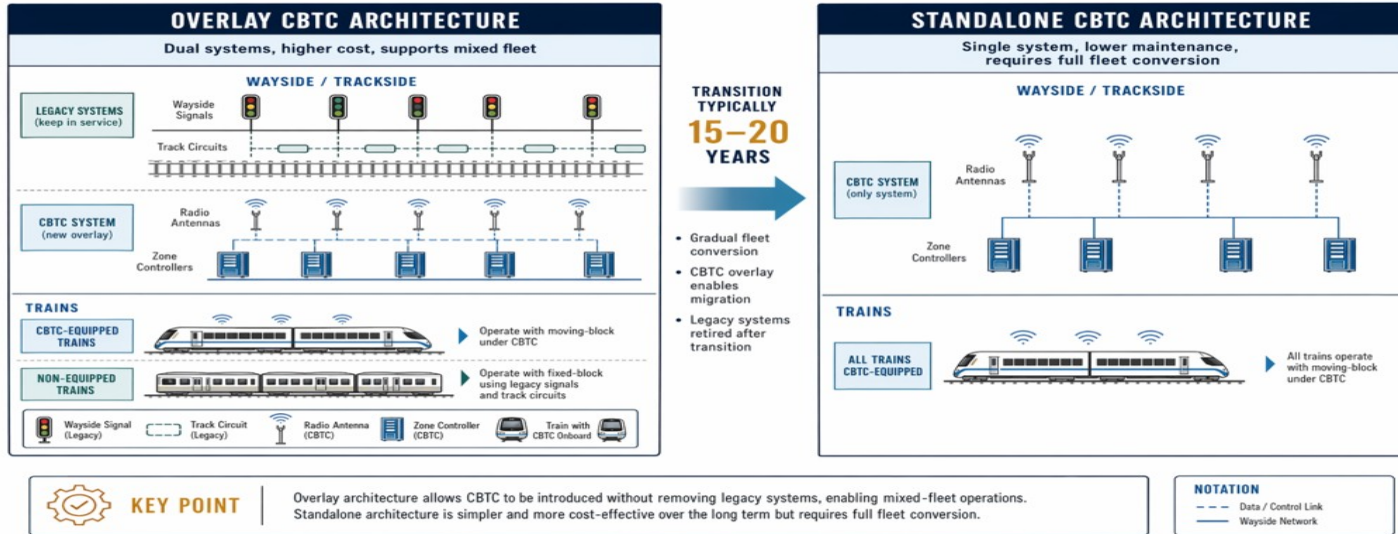 OVERLAY CBTC ARCHITECTURE
Dual systems, higher cost, supports mixed fleet
WAYSIDE / TRACKSIDE
LEGACY SYSTEMS
(keep in service)
Wayside
Signals
Track Circuits
CBTC SYSTEM
(new overlay)
Radio
Antennas
Zone
Controllers
TRAINS
CBTC-EQUIPPED
TRAINS
Operate with moving-block
under CBTC
NON-EQUIPPED
TRAINS
Operate with fixed-block
using legacy signals
and track circuits
Wayside Signal
(Legacy)
Track Circuit
(Legacy)
Radio Antenna
(CBTC)
Zone Controller
(CBTC)
Train with
CBTC Onboard
TRANSITION
TYPICALLY
15–20
YEARS
• Gradual fleet
conversion
• CBTC overlay
enables
migration
• Legacy systems
retired after
transition
STANDALONE CBTC ARCHITECTURE
Single system, lower maintenance,
requires full fleet conversion
WAYSIDE / TRACKSIDE
CBTC SYSTEM
(only system)
Radio
Antennas
Zone
Controllers
TRAINS
ALL TRAINS
CBTC-EQUIPPED
All trains operate
with moving-block
under CBTC
KEY POINT
Overlay architecture allows CBTC to be introduced without removing legacy systems, enabling mixed-fleet operations.
Standalone architecture is simpler and more cost-effective over the long term but requires full fleet conversion.
NOTATION
Data / Control Link
Wayside Network